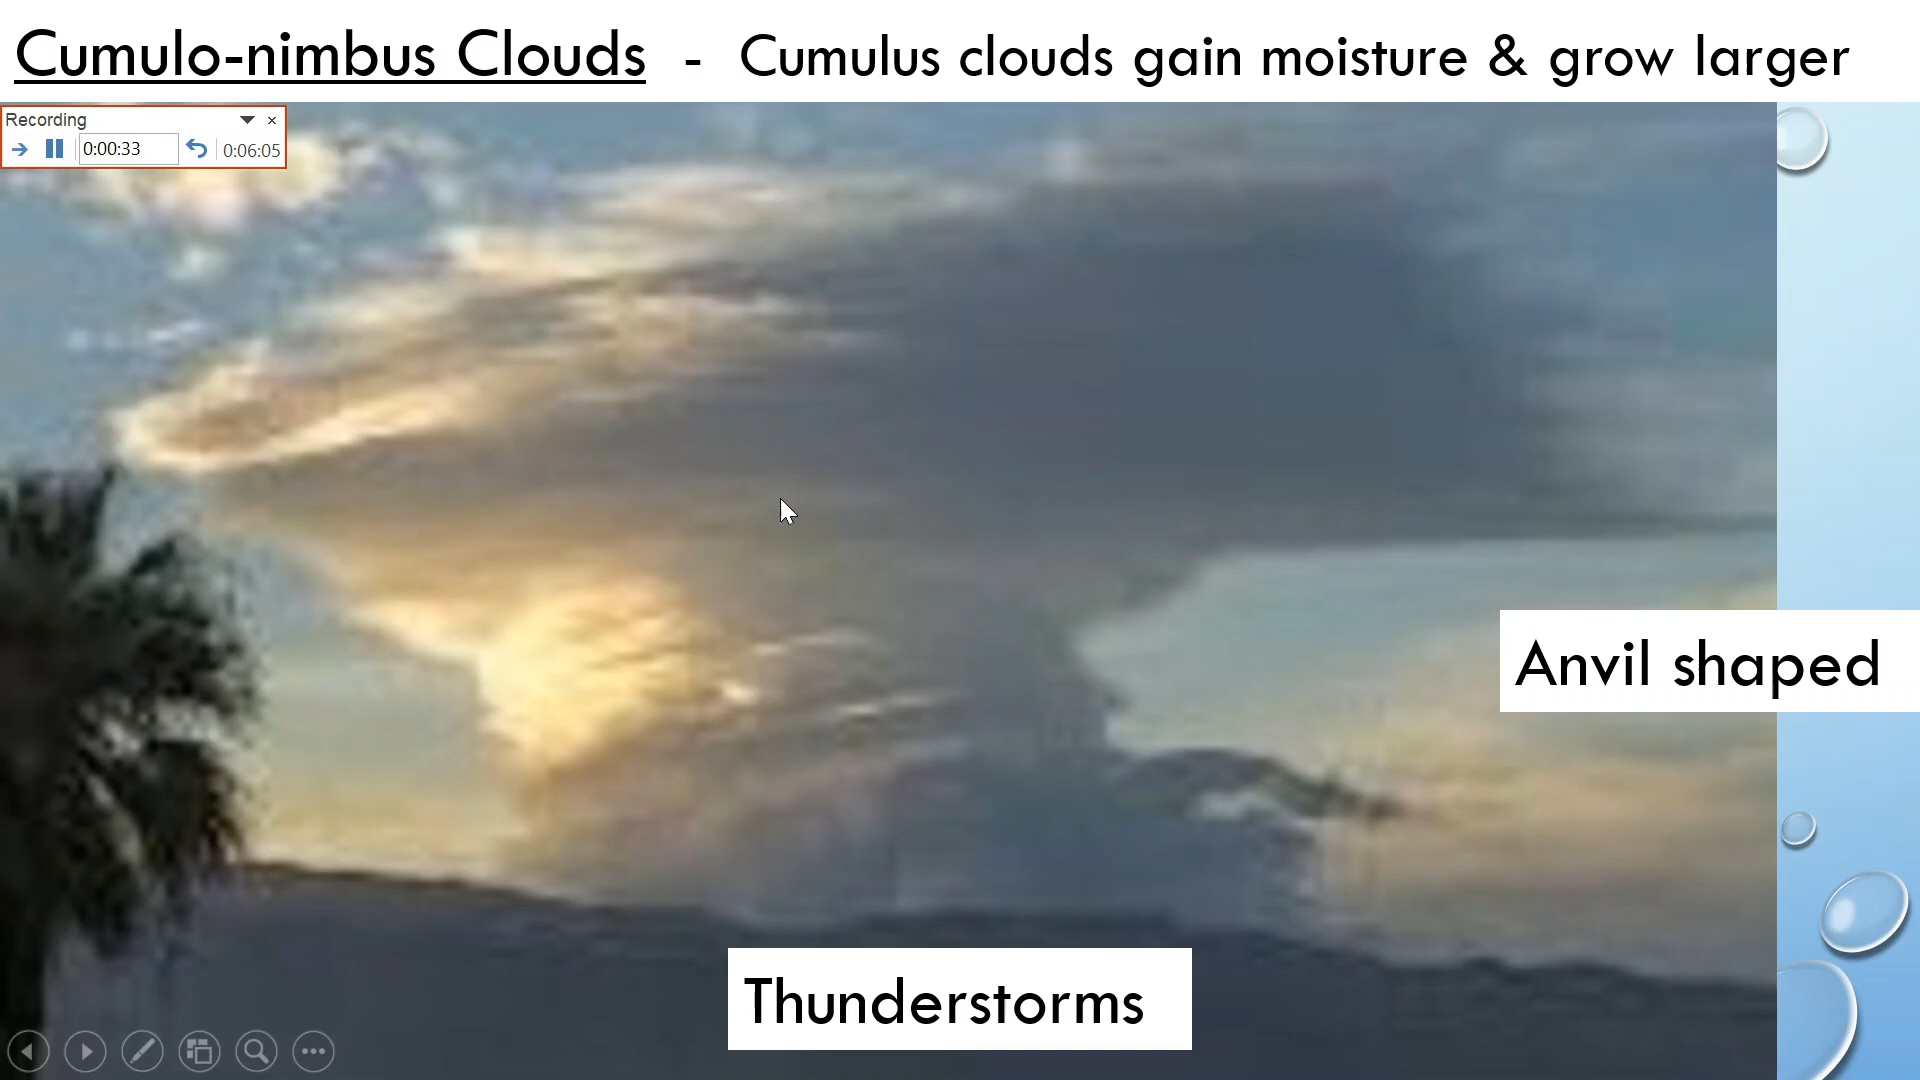 Cumulo-nimbus Clouds - Cumulus clouds gain moisture & grow larger
Recording
0:00:33 0:06:05
Anvil shaped
Thunderstorms